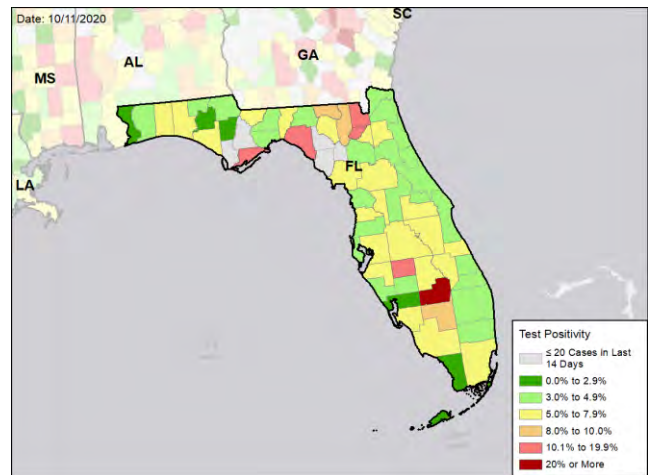 Date: 10/11/2020
SC
AL
GA
MS
LA
FL
Test Positivity
≤ 20 Cases in Last
14 Days
0.0% to 2.9%
3.0% to 4.9%
5.0% to 7.9%
8.0% to 10.0%
10.1% to 19.9%
20% or More